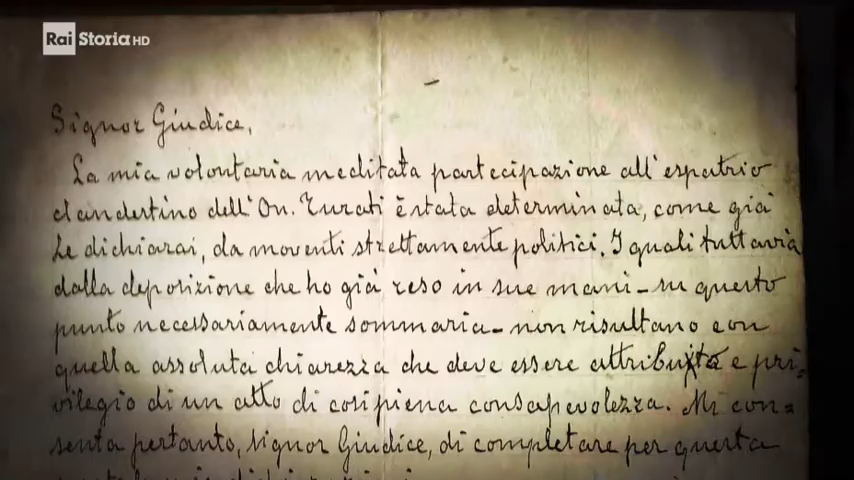 Rai Storia HD
Signor Giudice,
La mia volontaria meditata partecipazione all'espatrio
clandestino dell'On. Turati è stata determinata, come già
Le dichiarai, da moventi strettamente politici. I quali tuttavia
dalla deposizione che ho già reso in sue mani - su questo
punto necessariamente sommaria - non risultano con
quella assoluta chiarezza che deve essere attributo e pri=
vilegio di un atto di così piena consapevolezza. Mi con=
senta pertanto, signor Giudice, di completare per questa